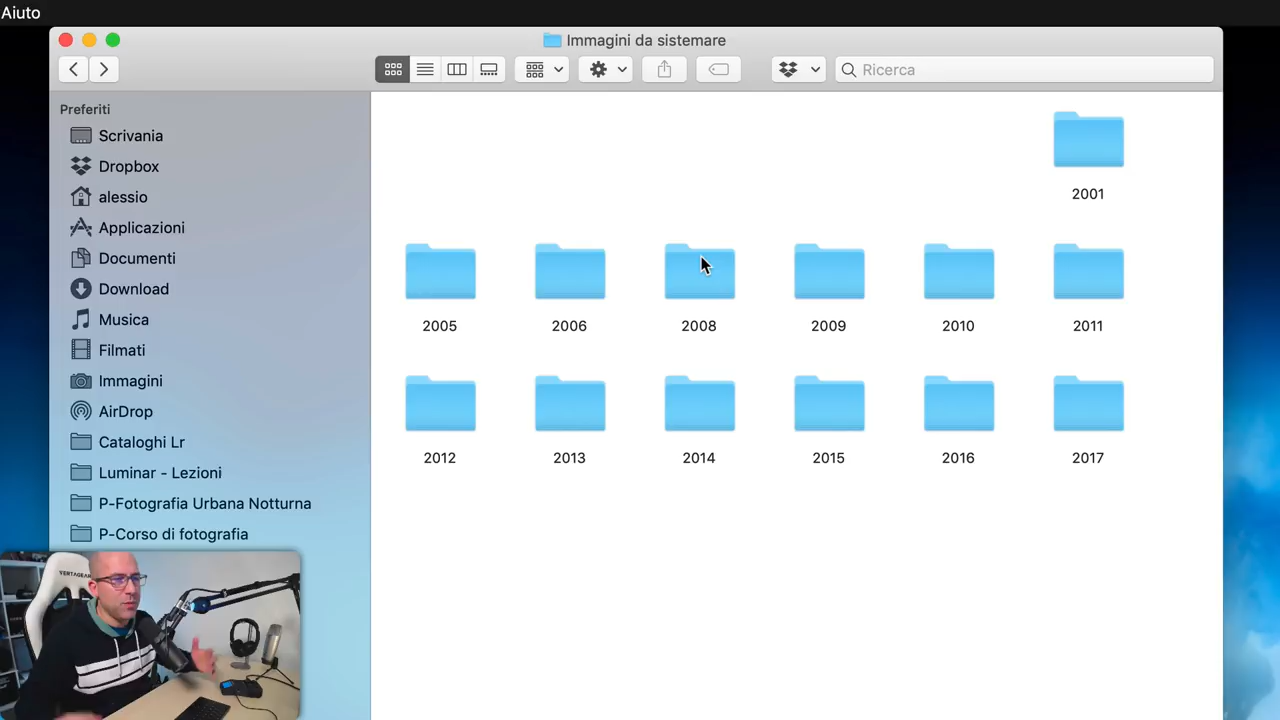 Aiuto
Immagini da sistemare
Ricerca
Preferiti
Scrivania
Dropbox
alessio
Applicazioni
Documenti
Download
Musica
Filmati
Immagini
AirDrop
Cataloghi Lr
Luminar - Lezioni
P-Fotografia Urbana Notturna
P-Corso di fotografia
2001
2005 2006 2008 2009 2010 2011
2012 2013 2014 2015 2016 2017
VERTAGEAR